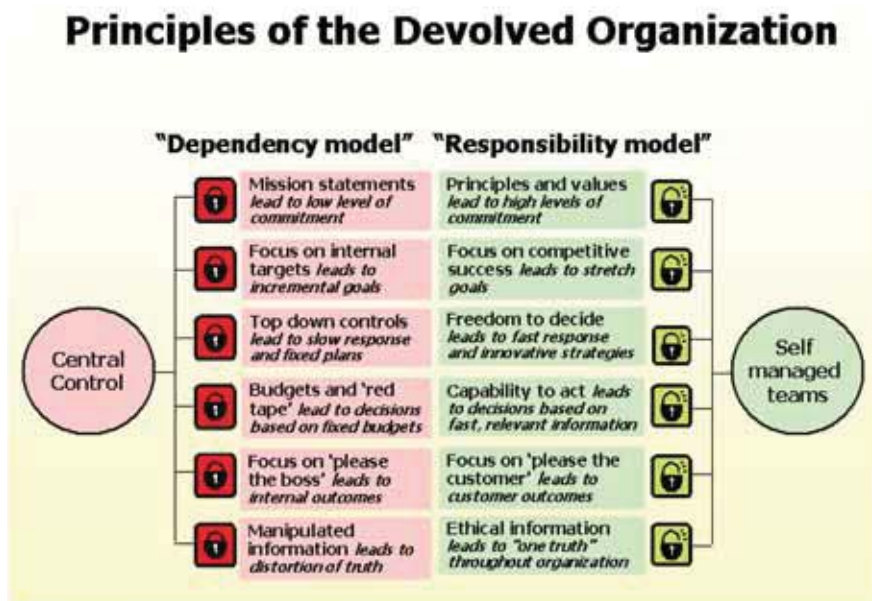 Principles of the Devolved Organization
"Dependency model"
"Responsibility model"
Central
Control
Mission statements
lead to low level of
commitment
Focus on internal
targets leads to
incremental goals
Top down controls
lead to slow response
and fixed plans
Budgets and 'red
tape' lead to decisions
based on fixed budgets
Focus on 'please
the boss' leads to
internal outcomes
Manipulated
information leads to
distortion of truth
Principles and values
lead to high levels of
commitment
Focus on competitive
success leads to stretch
goals
Freedom to decide
leads to fast response
and innovative strategies
Capability to act leads
to decisions based on
fast, relevant information
Focus on 'please the
customer' leads to
customer outcomes
Ethical information
leads to "one truth"
throughout organization
Self
managed
teams